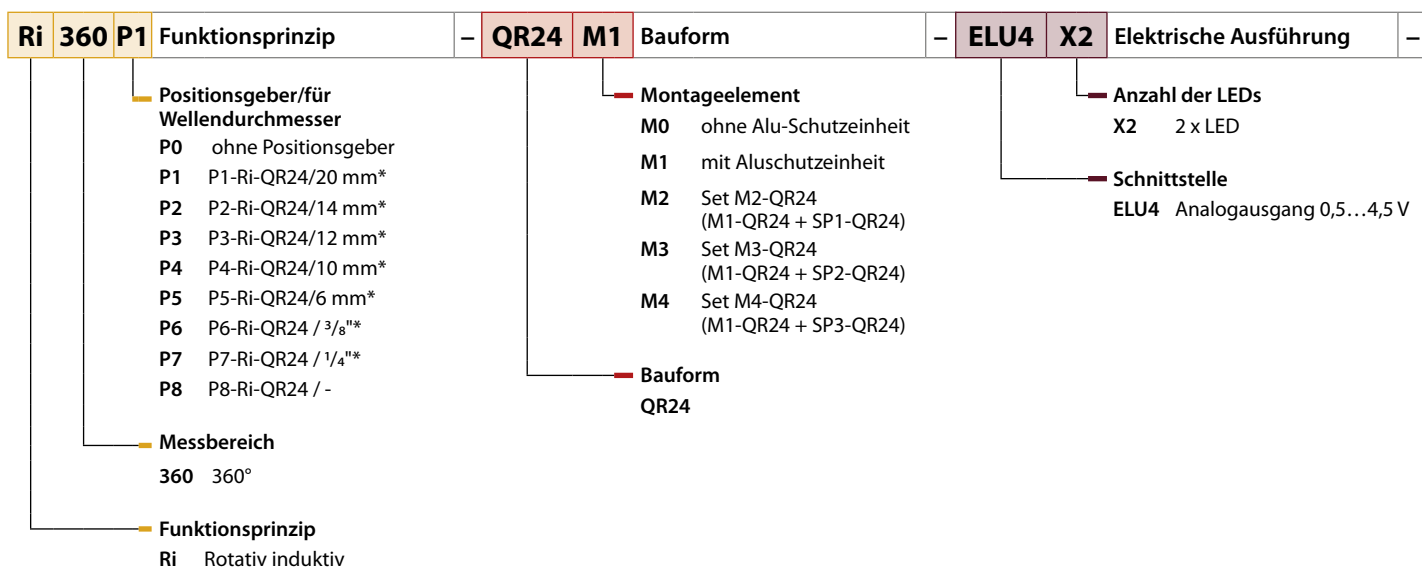 Ri 360 P1 Funktionsprinzip – QR24 M1 Bauform – ELU4 X2 Elektrische Ausführung –
Positionsgeber/für
Wellendurchmesser
P0 ohne Positionsgeber
P1 P1-Ri-QR24/20 mm*
P2 P2-Ri-QR24/14 mm*
P3 P3-Ri-QR24/12 mm*
P4 P4-Ri-QR24/10 mm*
P5 P5-Ri-QR24/6 mm*
P6 P6-Ri-QR24 / ³/₈"*
P7 P7-Ri-QR24 / ¹/₄"*
P8 P8-Ri-QR24 / -
Messbereich
360 360°
Funktionsprinzip
Ri Rotativ induktiv
Montageelement
M0 ohne Alu-Schutzeinheit
M1 mit Aluschutzeinheit
M2 Set M2-QR24
(M1-QR24 + SP1-QR24)
M3 Set M3-QR24
(M1-QR24 + SP2-QR24)
M4 Set M4-QR24
(M1-QR24 + SP3-QR24)
Bauform
QR24
Anzahl der LEDs
X2 2 x LED
Schnittstelle
ELU4 Analogausgang 0,5…4,5 V